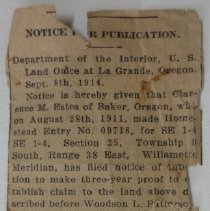 NOTICE FOR PUBLICATION.
Department of the Interior, U. S.
Land Office at La Grande, Oregon,
Sept. 8th, 1914.
Notice is hereby given that Clar-
ence M. Estes of Baker, Oregon, who
on August 28th, 1911, made Home-
stead Entry No. 09718, for SE 1-4
SE 1-4, Section 35, Township 8
South, Range 38 East, Willamette
Meridian, has filed notice of
tion to make three-year proof to
tablish claim to the land above
scribed before Woodson L. Patterson